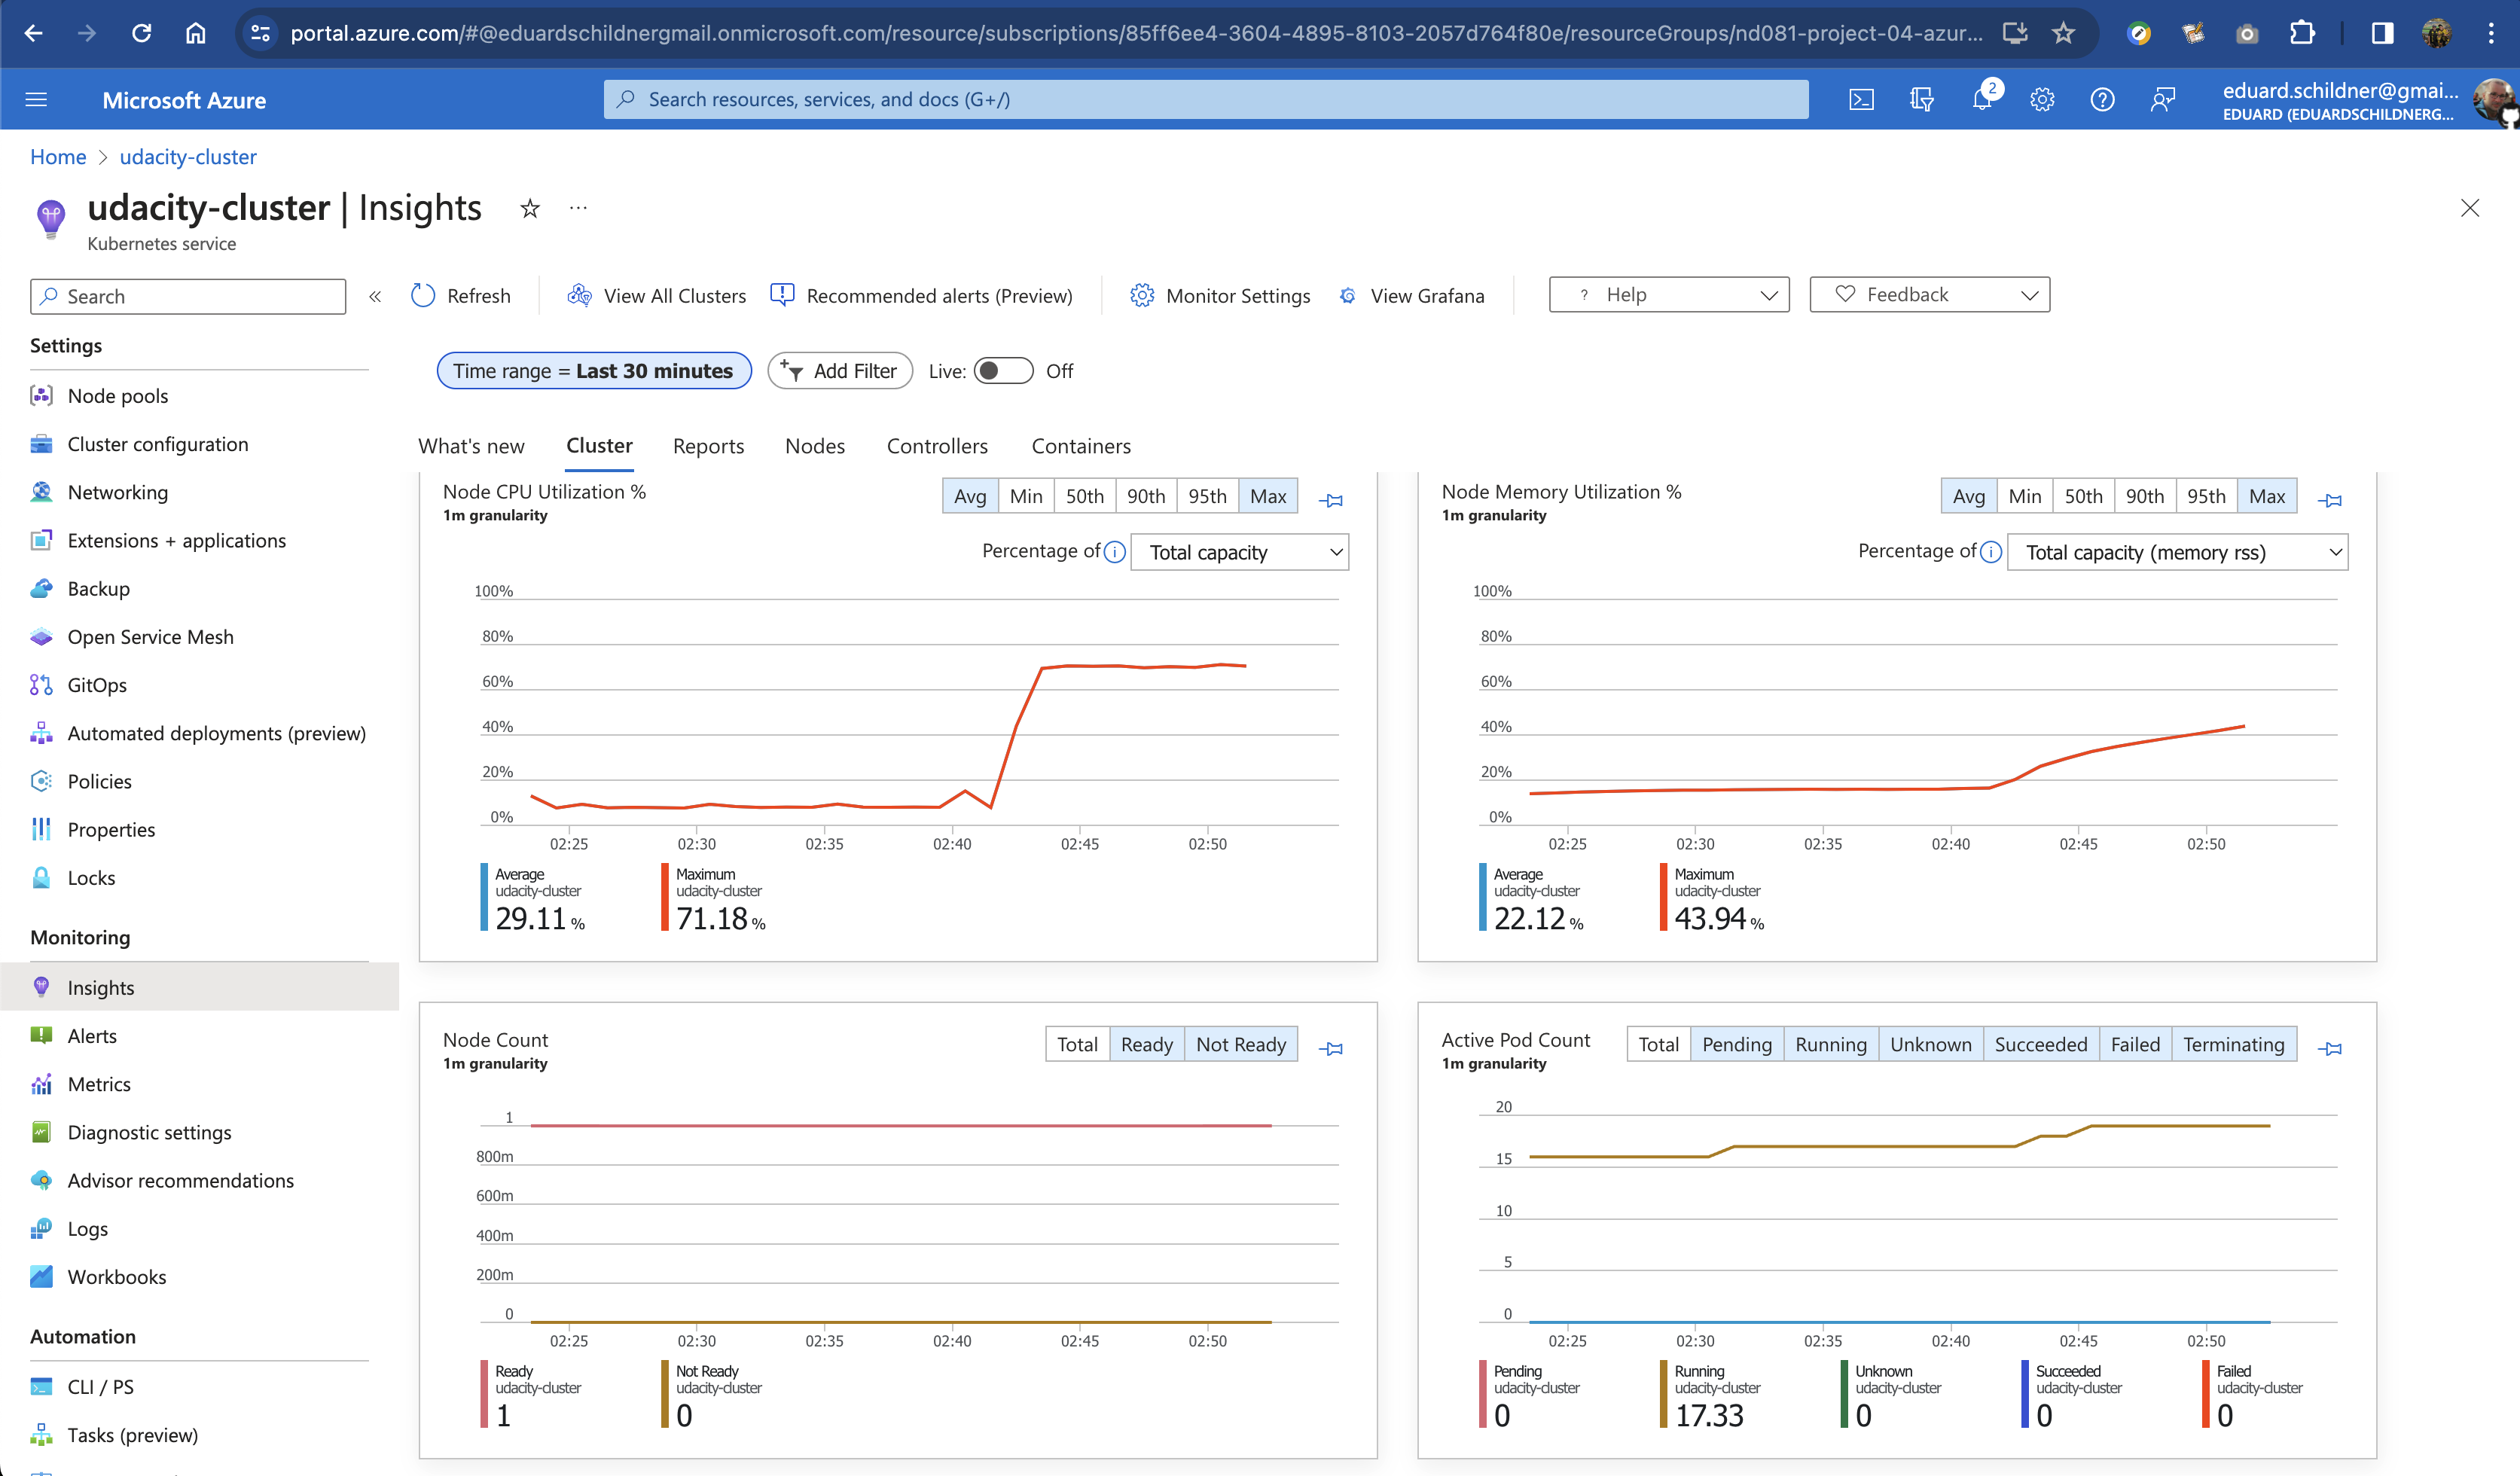 portal.azure.com/#@eduardschildnergmail.onmicrosoft.com/resource/subscriptions/85ff6ee4-3604-4895-8103-2057d764f80e/resourceGroups/nd081-project-04-azur...
Microsoft Azure
Search resources, services, and docs (G+/)
2
eduard.schildner@gmai...
EDUARD (EDUARDSCHILDNERG...
Home > udacity-cluster
udacity-cluster | Insights
Kubernetes service
Search
Refresh
View All Clusters
Recommended alerts (Preview)
Monitor Settings
View Grafana
? Help
Feedback
Time range = Last 30 minutes
Add Filter
Live: Off
What's new
Cluster
Reports
Nodes
Controllers
Containers
Settings
Node pools
Cluster configuration
Networking
Extensions + applications
Backup
Open Service Mesh
GitOps
Automated deployments (preview)
Policies
Properties
Locks
Monitoring
Insights
Alerts
Metrics
Diagnostic settings
Advisor recommendations
Logs
Workbooks
Automation
CLI / PS
Tasks (preview)
Node CPU Utilization %
1m granularity
Avg Min 50th 90th 95th Max
Percentage of Total capacity
100%
80%
60%
40%
20%
0%
02:25 02:30 02:35 02:40 02:45 02:50
Average
udacity-cluster
29.11 %
Maximum
udacity-cluster
71.18 %
Node Memory Utilization %
1m granularity
Avg Min 50th 90th 95th Max
Percentage of Total capacity (memory rss)
100%
80%
60%
40%
20%
0%
02:25 02:30 02:35 02:40 02:45 02:50
Average
udacity-cluster
22.12 %
Maximum
udacity-cluster
43.94 %
Node Count
1m granularity
Total Ready Not Ready
1
800m
600m
400m
200m
0
02:25 02:30 02:35 02:40 02:45 02:50
Ready
udacity-cluster
1
Not Ready
udacity-cluster
0
Active Pod Count
1m granularity
Total Pending Running Unknown Succeeded Failed Terminating
20
15
10
5
0
02:25 02:30 02:35 02:40 02:45 02:50
Pending
udacity-cluster
0
Running
udacity-cluster
17.33
Unknown
udacity-cluster
0
Succeeded
udacity-cluster
0
Failed
udacity-cluster
0